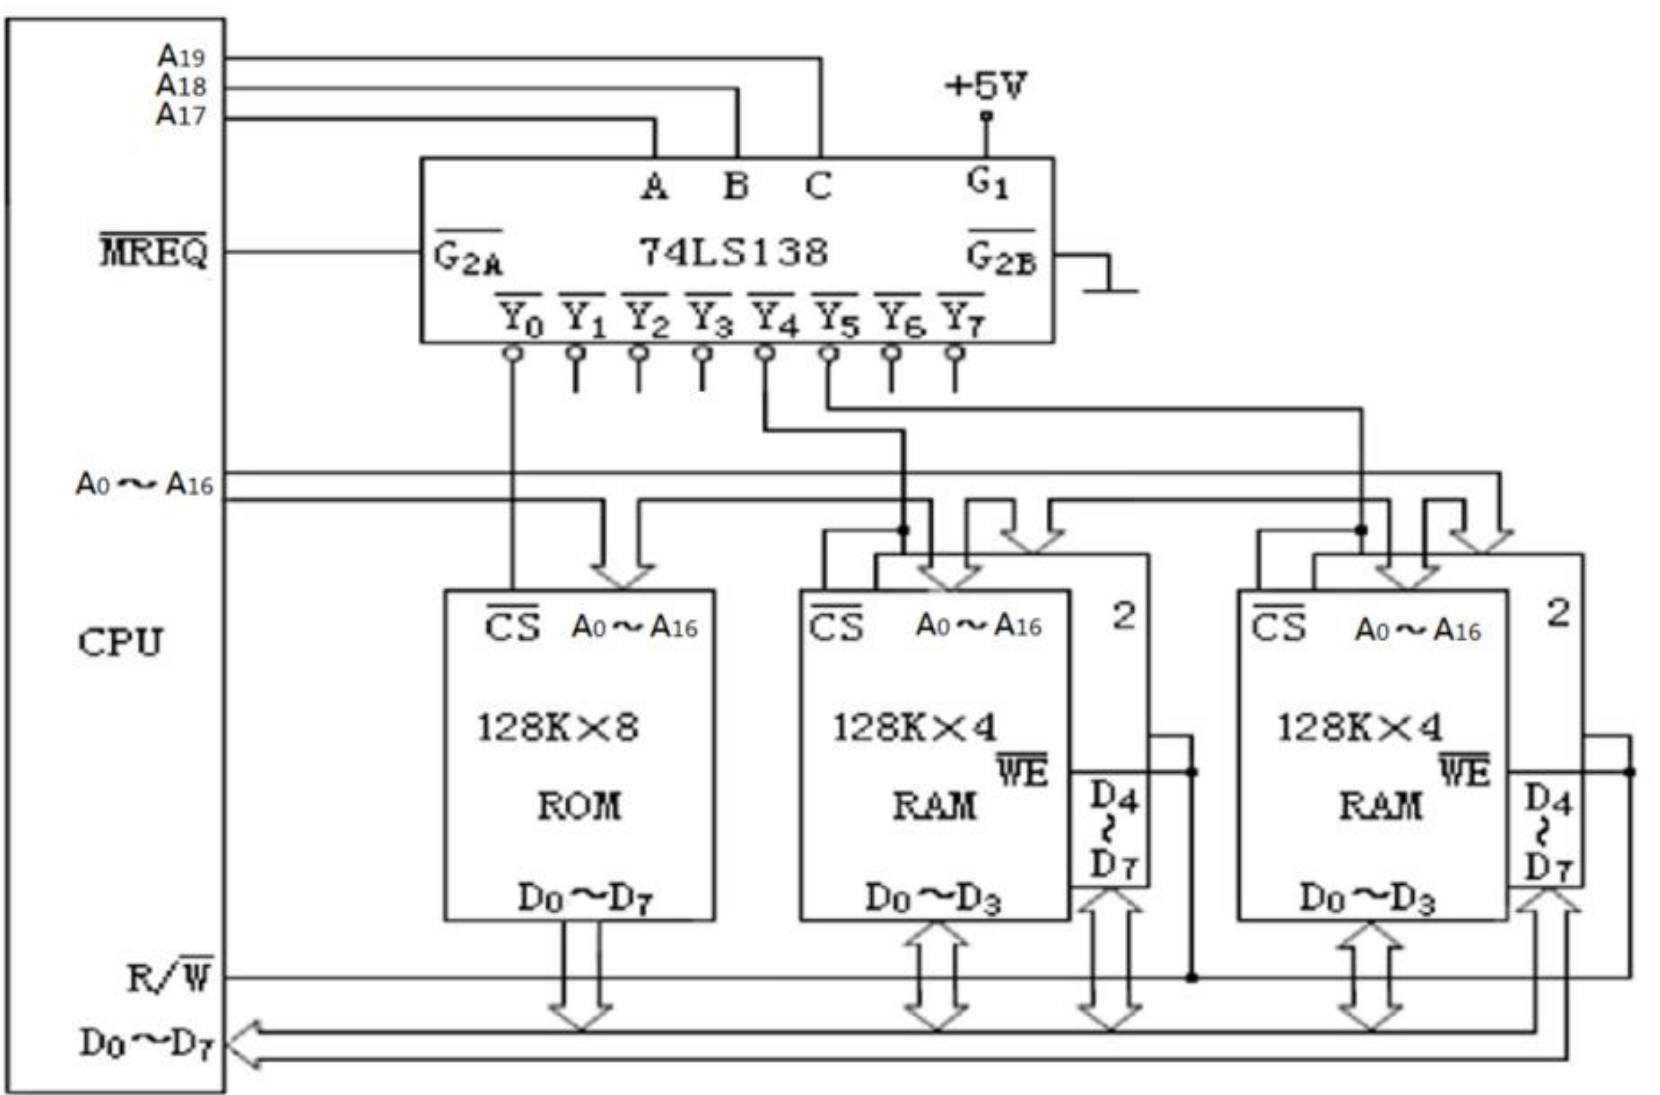 A19
A18
A17
+5V
A B C G1
MREQ G2A 74LS138 G2B
Y0 Y1 Y2 Y3 Y4 Y5 Y6 Y7
A0～A16
CS A0～A16
CS A0～A16 2
CS A0～A16 2
CPU
128K×8
ROM
D0～D7
128K×4
WE
RAM
D4～D7
D0～D3
128K×4
WE
RAM
D4～D7
D0～D3
R/W
D0～D7